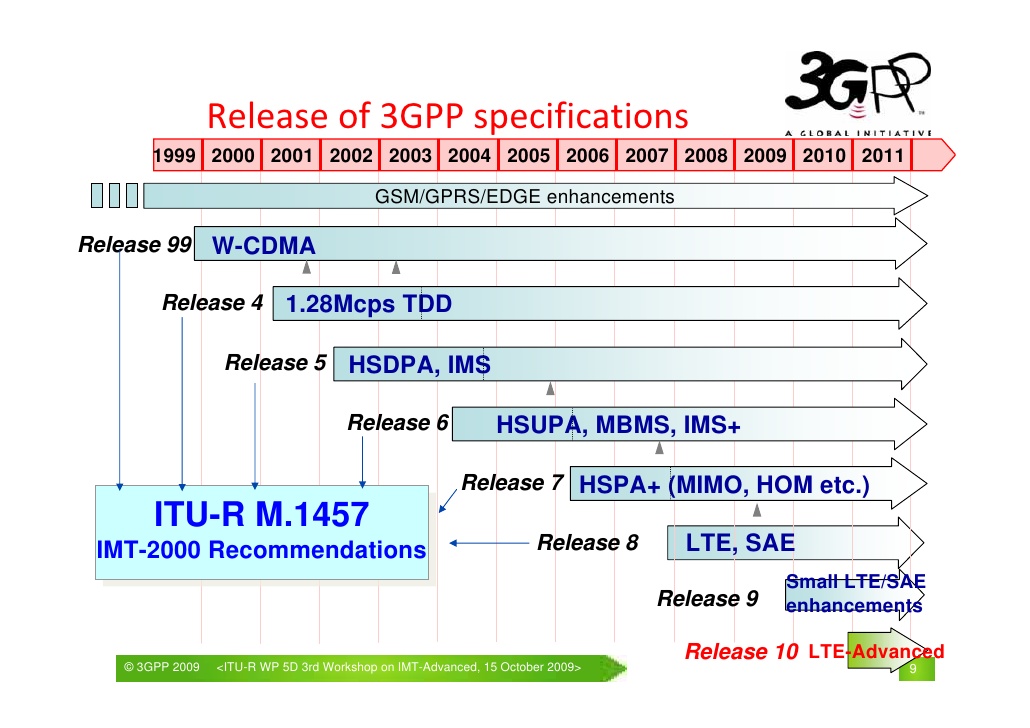 3GPP
A GLOBAL INITIATIVE
Release of 3GPP specifications
1999 2000 2001 2002 2003 2004 2005 2006 2007 2008 2009 2010 2011
GSM/GPRS/EDGE enhancements
Release 99 W-CDMA
Release 4 1.28Mcps TDD
Release 5 HSDPA, IMS
Release 6 HSUPA, MBMS, IMS+
Release 7 HSPA+ (MIMO, HOM etc.)
ITU-R M.1457
IMT-2000 Recommendations
Release 8 LTE, SAE
Release 9 Small LTE/SAE
enhancements
Release 10 LTE-Advanced
© 3GPP 2009 <ITU-R WP 5D 3rd Workshop on IMT-Advanced, 15 October 2009> 9